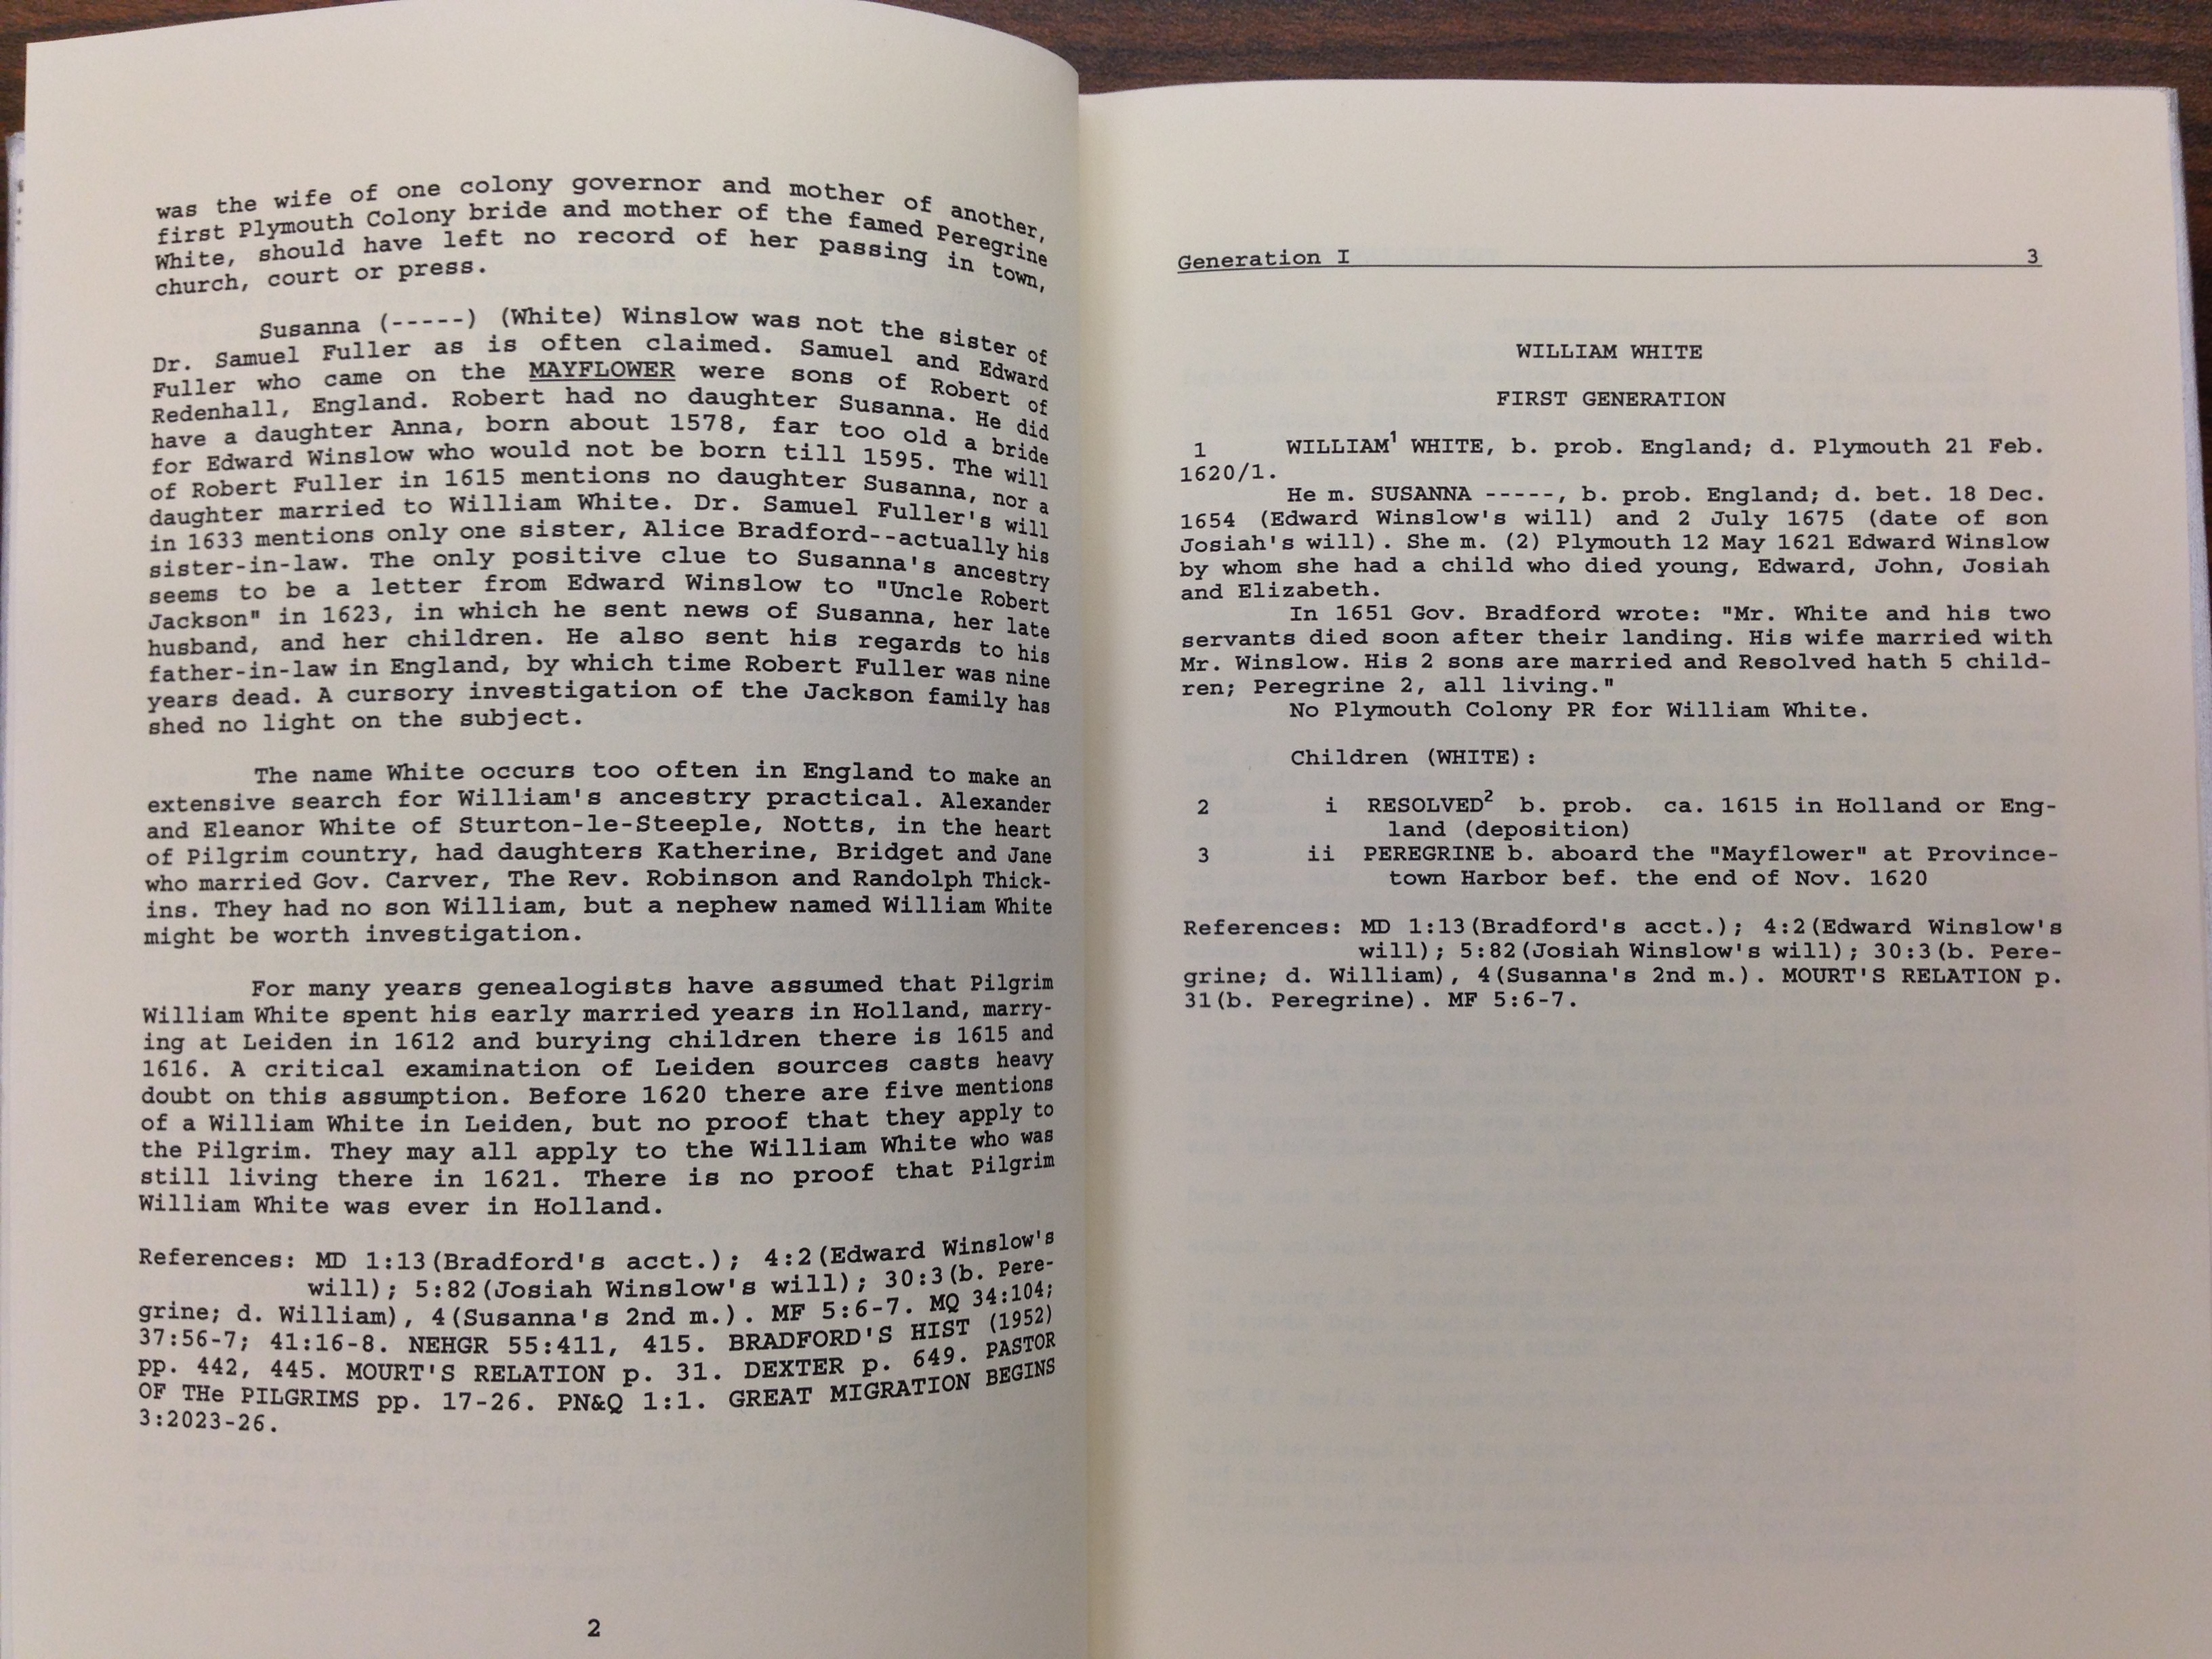 was the wife of one colony governor and mother of another,
first Plymouth Colony bride and mother of the famed Peregrine
White, should have left no record of her passing in town,
church, court or press.
Susanna (-----) (White) Winslow was not the sister of
Dr. Samuel Fuller as is often claimed. Samuel and Edward
Fuller who came on the MAYFLOWER were sons of Robert of
Redenhall, England. Robert had no daughter Susanna. He did
have a daughter Anna, born about 1578, far too old a bride
for Edward Winslow who would not be born till 1595. The will
of Robert Fuller in 1615 mentions no daughter Susanna, nor a
daughter married to William White. Dr. Samuel Fuller's will
in 1633 mentions only one sister, Alice Bradford--actually his
sister-in-law. The only positive clue to Susanna's ancestry
seems to be a letter from Edward Winslow to "Uncle Robert
Jackson" in 1623, in which he sent news of Susanna, her late
husband, and her children. He also sent his regards to his
father-in-law in England, by which time Robert Fuller was nine
years dead. A cursory investigation of the Jackson family has
shed no light on the subject.
The name White occurs too often in England to make an
extensive search for William's ancestry practical. Alexander
and Eleanor White of Sturton-le-Steeple, Notts, in the heart
of Pilgrim country, had daughters Katherine, Bridget and Jane
who married Gov. Carver, The Rev. Robinson and Randolph Thick-
ins. They had no son William, but a nephew named William White
might be worth investigation.
For many years genealogists have assumed that Pilgrim
William White spent his early married years in Holland, marry-
ing at Leiden in 1612 and burying children there is 1615 and
1616. A critical examination of Leiden sources casts heavy
doubt on this assumption. Before 1620 there are five mentions
of a William White in Leiden, but no proof that they apply to
the Pilgrim. They may all apply to the William White who was
still living there in 1621. There is no proof that Pilgrim
William White was ever in Holland.
References: MD 1:13(Bradford's acct.); 4:2(Edward Winslow's
will); 5:82(Josiah Winslow's will); 30:3(b. Pere-
grine; d. William), 4(Susanna's 2nd m.). MF 5:6-7. MQ 34:104;
37:56-7; 41:16-8. NEHGR 55:411, 415. BRADFORD'S HIST (1952)
pp. 442, 445. MOURT'S RELATION p. 31. DEXTER p. 649. PASTOR
OF THe PILGRIMS pp. 17-26. PN&Q 1:1. GREAT MIGRATION BEGINS
3:2023-26.
2
Generation I 3
WILLIAM WHITE
FIRST GENERATION
1 WILLIAM¹ WHITE, b. prob. England; d. Plymouth 21 Feb.
1620/1.
He m. SUSANNA -----, b. prob. England; d. bet. 18 Dec.
1654 (Edward Winslow's will) and 2 July 1675 (date of son
Josiah's will). She m. (2) Plymouth 12 May 1621 Edward Winslow
by whom she had a child who died young, Edward, John, Josiah
and Elizabeth.
In 1651 Gov. Bradford wrote: "Mr. White and his two
servants died soon after their landing. His wife married with
Mr. Winslow. His 2 sons are married and Resolved hath 5 child-
ren; Peregrine 2, all living."
No Plymouth Colony PR for William White.
Children (WHITE):
2 i RESOLVED² b. prob. ca. 1615 in Holland or Eng-
land (deposition)
3 ii PEREGRINE b. aboard the "Mayflower" at Province-
town Harbor bef. the end of Nov. 1620
References: MD 1:13(Bradford's acct.); 4:2(Edward Winslow's
will); 5:82(Josiah Winslow's will); 30:3(b. Pere-
grine; d. William), 4(Susanna's 2nd m.). MOURT'S RELATION p.
31(b. Peregrine). MF 5:6-7.